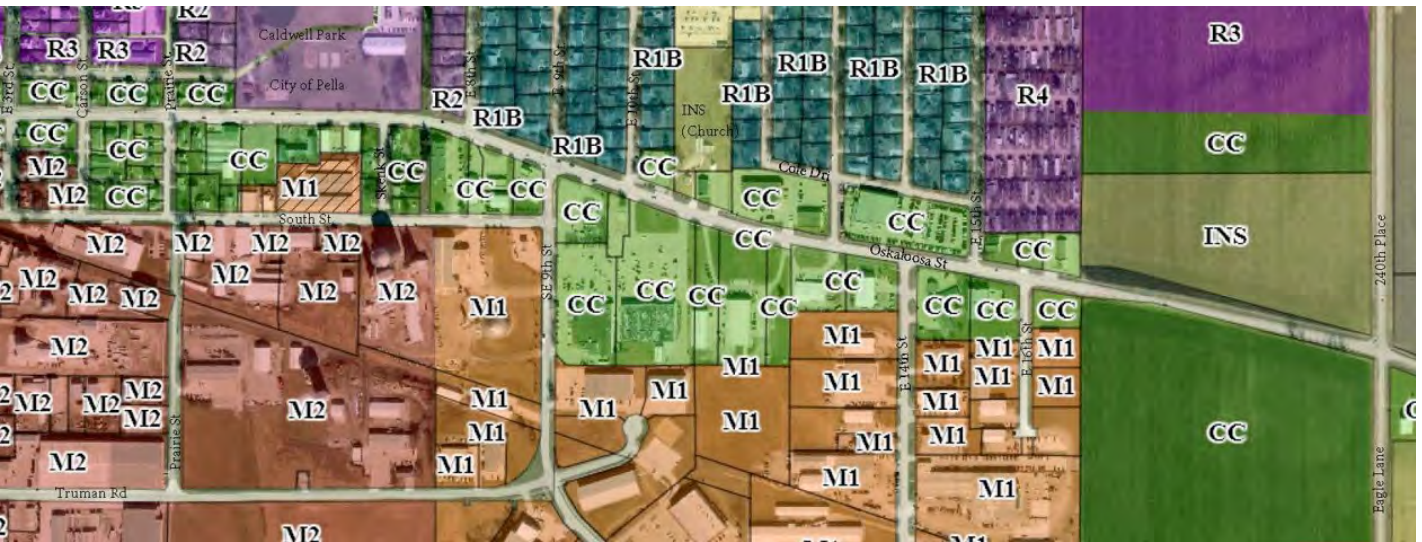 R2
R3
R3
R2
Caldwell Park
City of Pella
CC
CC
CC
E 3rd St
Carson St
Prairie St
R2
E 8th St
E 9th St
E 10th St
R1B
R1B
R1B
R1B
R1B
R1B
R1B
INS
(Church)
R4
R3
CC
INS
CC
CC
CC
CC
M2
M2
M1
CC
CC
CC
CC
CC
Cole Dr
CC
CC
E 15th St
CC
South St
Oskaloosa St
240th Place
M2
M2
M2
M2
M2
M2
M2
M2
M2
M2
M1
SE 9th St
CC
CC
CC
CC
CC
CC
CC
CC
CC
CC
M2
M1
M1
M1
M1
M1
M1
M1
E 14th St
E 16th St
M2
M2
M2
M2
M2
M1
M1
M1
M1
M1
M1
M1
M1
M1
M1
M1
M1
CC
M2
Prairie St
Truman Rd
Eagle Lane
M2